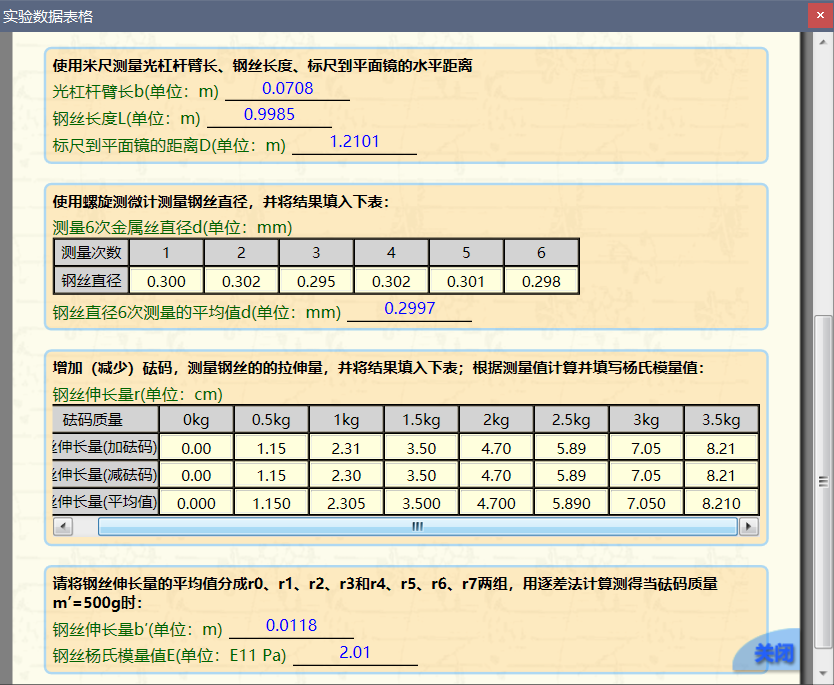 实验数据表格
使用米尺测量光杠杆臂长、钢丝长度、标尺到平面镜的水平距离
光杠杆臂长b(单位：m) 0.0708
钢丝长度L(单位：m) 0.9985
标尺到平面镜的距离D(单位：m) 1.2101
使用螺旋测微计测量钢丝直径，并将结果填入下表：
测量6次金属丝直径d(单位：mm)
测量次数 1 2 3 4 5 6
钢丝直径 0.300 0.302 0.295 0.302 0.301 0.298
钢丝直径6次测量的平均值d(单位：mm) 0.2997
增加（减少）砝码，测量钢丝的的拉伸量，并将结果填入下表；根据测量值计算并填写杨氏模量值：
钢丝伸长量r(单位：cm)
砝码质量 0kg 0.5kg 1kg 1.5kg 2kg 2.5kg 3kg 3.5kg
伸长量(加砝码) 0.00 1.15 2.31 3.50 4.70 5.89 7.05 8.21
伸长量(减砝码) 0.00 1.15 2.30 3.50 4.70 5.89 7.05 8.21
伸长量(平均值) 0.000 1.150 2.305 3.500 4.700 5.890 7.050 8.210
请将钢丝伸长量的平均值分成r0、r1、r2、r3和r4、r5、r6、r7两组，用逐差法计算测得当砝码质量
m′=500g时：
钢丝伸长量b′(单位：m) 0.0118
钢丝杨氏模量值E(单位：E11 Pa) 2.01
关闭